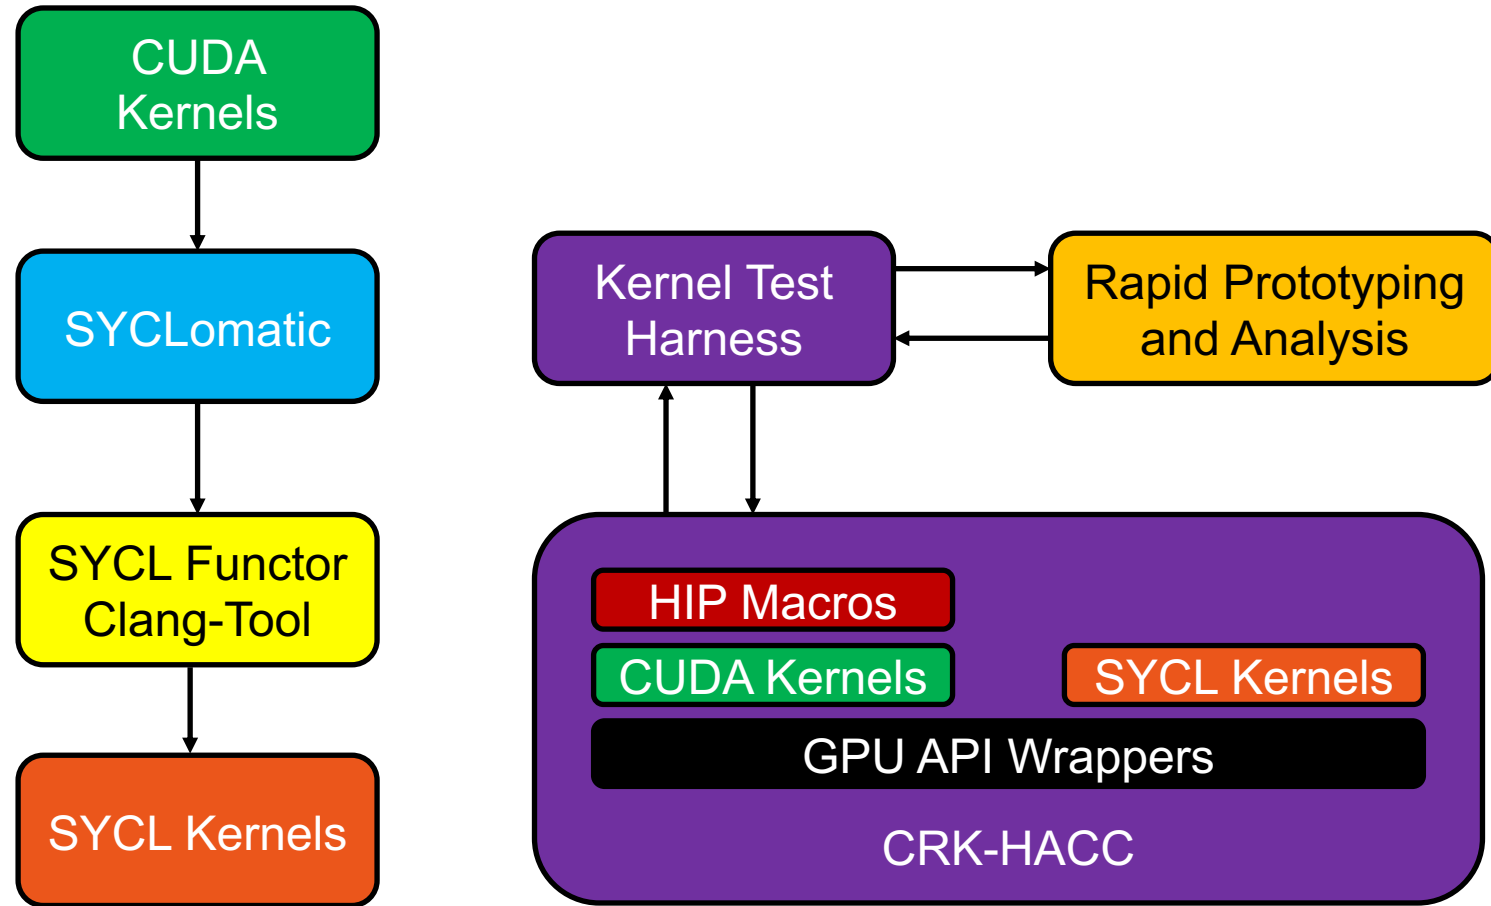 CUDA
Kernels
SYCLomatic
SYCL Functor
Clang-Tool
SYCL Kernels
Kernel Test
Harness
Rapid Prototyping
and Analysis
HIP Macros
CUDA Kernels
SYCL Kernels
GPU API Wrappers
CRK-HACC